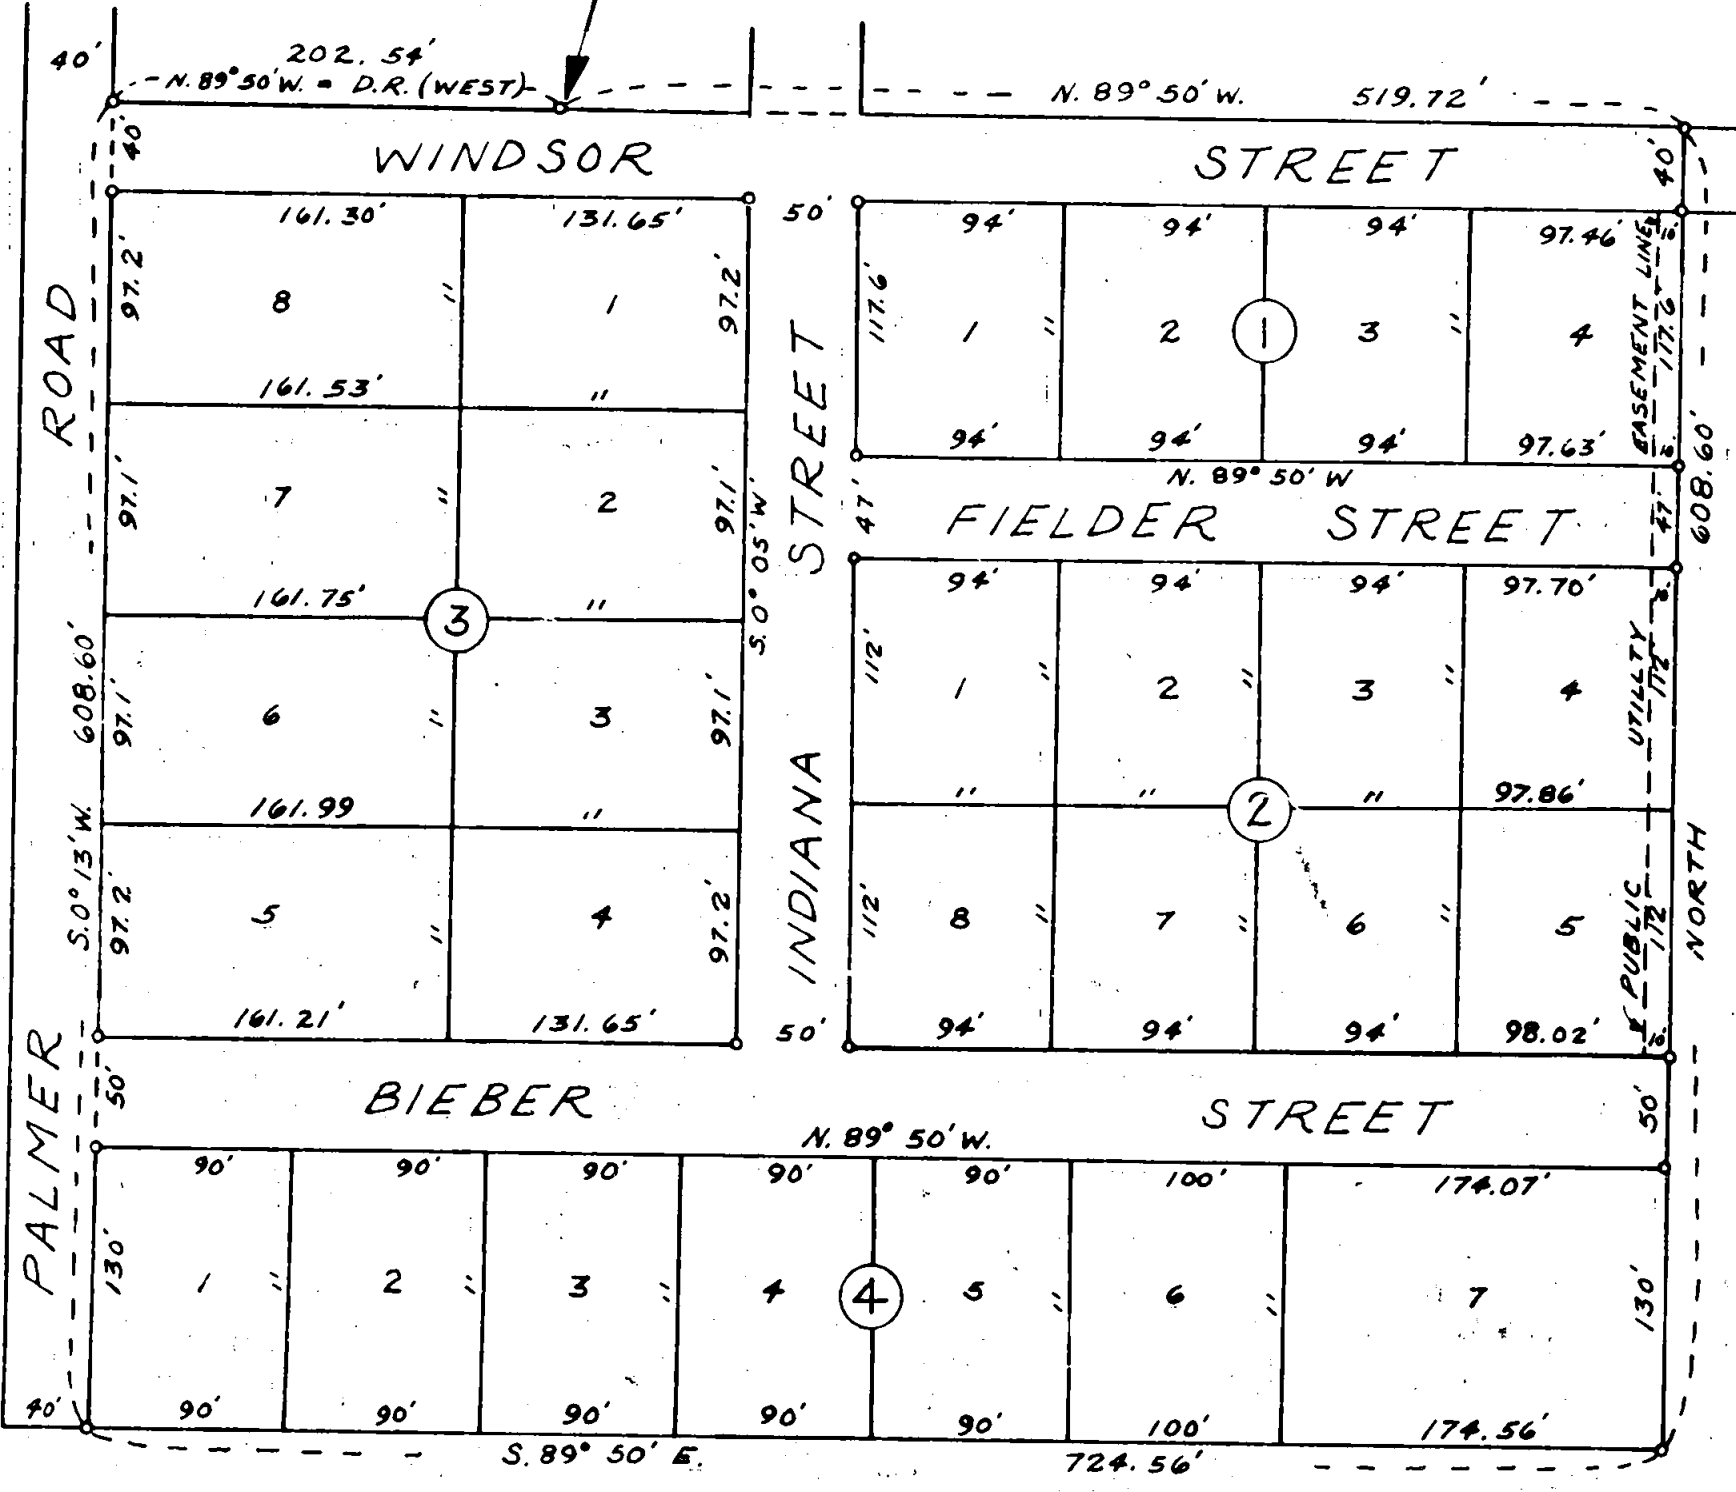 40'
202.54'
N. 89° 50' W. = D.R. (WEST)
N. 89° 50' W. 519.72'
40'
WINDSOR STREET
40'
161.30' 131.65'
50'
94' 94' 94' 97.46'
10'
97.2' 97.2'
117.6' 117.6
8 " 1
1 " 2 1 3 " 4
EASEMENT LINE
161.53' "
94' 94' 94' 97.63'
10'
N. 89° 50' W
ROAD
608.60'
97.1' 97.1'
7 " 2
47' 47'
FIELDER STREET
S. 0° 05' W
STREET
94' 94' 94' 97.70'
161.75' "
3
112' 112'
1 " 2 " 3 " 4
UTILITY
S. 0° 13' W. 608.60'
97.1' 97.1'
6 " 3
" " " 97.86'
2
161.99 "
97.2' 97.2'
5 " 4
INDIANA
112' 112
8 " 7 " 6 " 5
& PUBLIC
NORTH
161.21' 131.65'
50'
94' 94' 94' 98.02'
10'
50'
BIEBER STREET
50'
N. 89° 50' W.
PALMER
90' 90' 90' 90' 90' 100' 174.07'
130' 130'
1 " 2 " 3 " 4 4 5 " 6 " 7
40'
90' 90' 90' 90' 90' 100' 174.56'
S. 89° 50' E. 724.56'